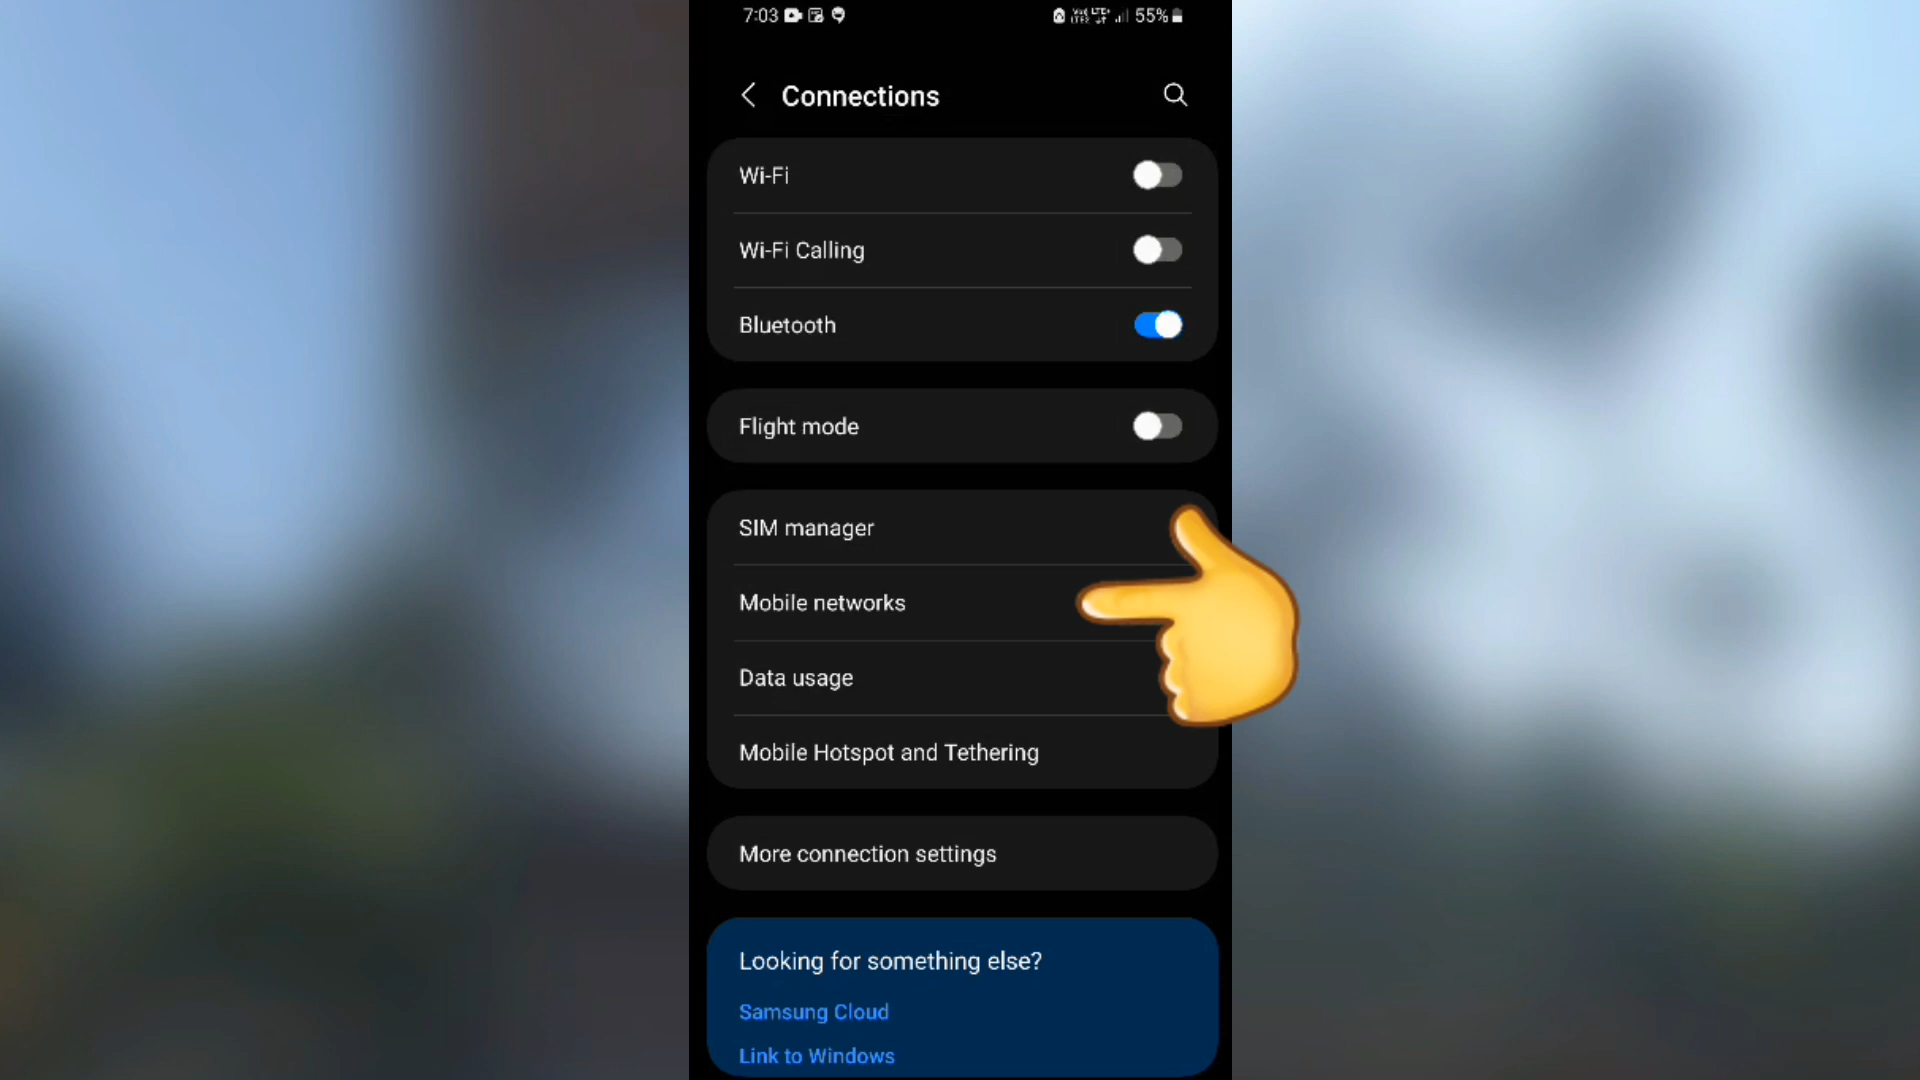 7:03 55%
Connections
Wi-Fi
Wi-Fi Calling
Bluetooth
Flight mode
SIM manager
Mobile networks
Data usage
Mobile Hotspot and Tethering
More connection settings
Looking for something else?
Samsung Cloud
Link to Windows